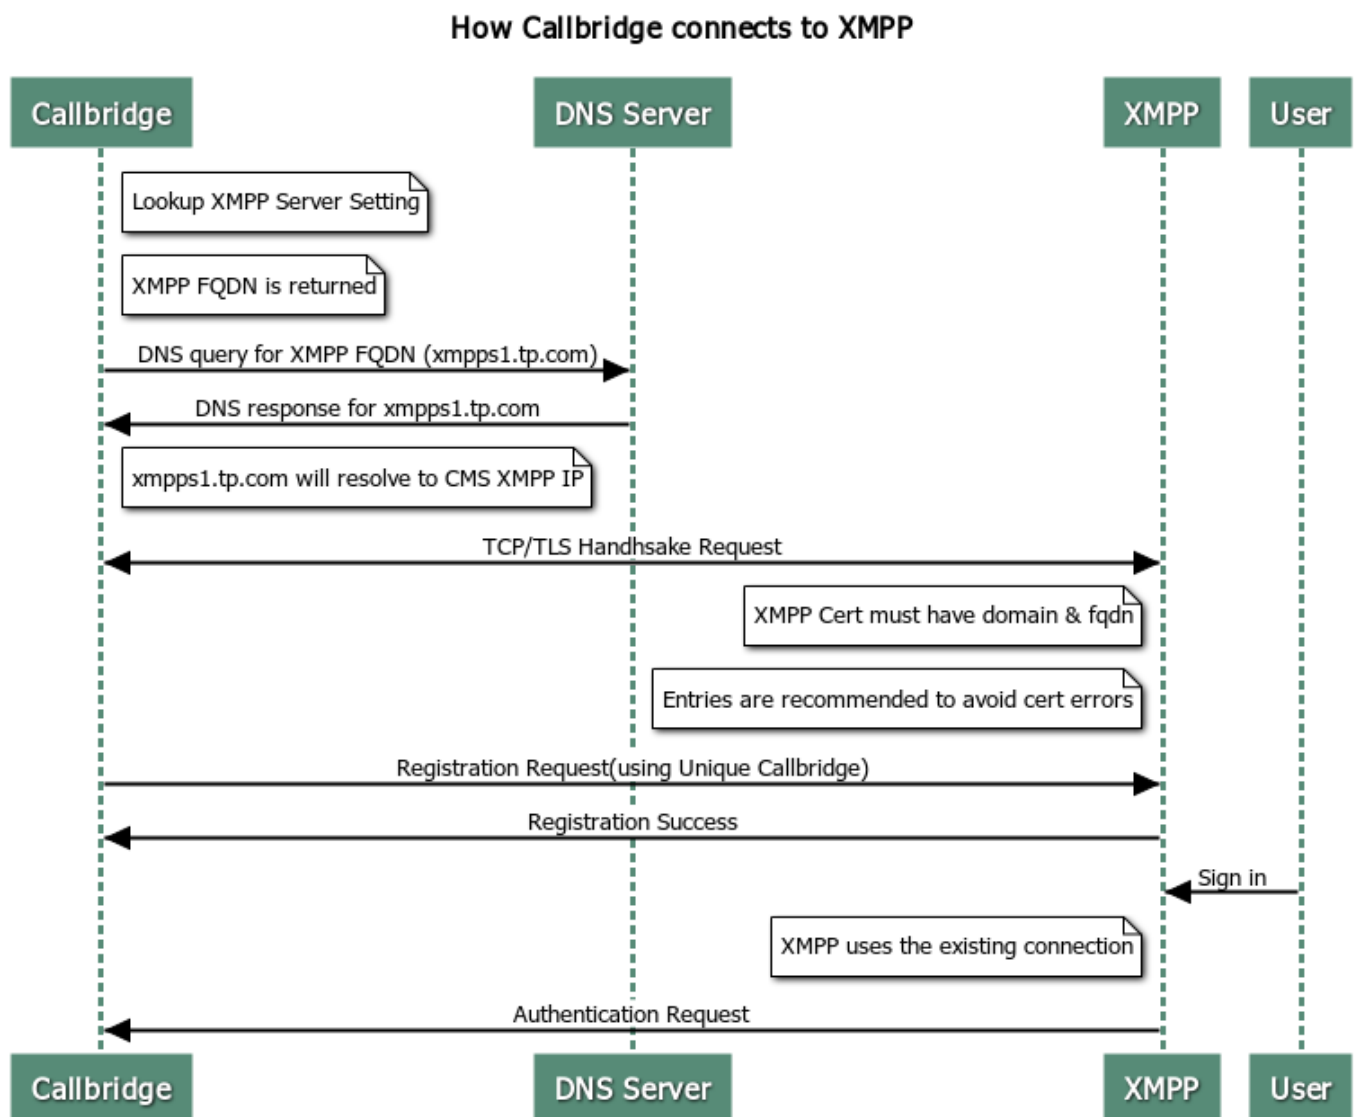 How Callbridge connects to XMPP
Callbridge
DNS Server
XMPP
User
Lookup XMPP Server Setting
XMPP FQDN is returned
DNS query for XMPP FQDN (xmpps1.tp.com)
DNS response for xmpps1.tp.com
xmpps1.tp.com will resolve to CMS XMPP IP
TCP/TLS Handhsake Request
XMPP Cert must have domain & fqdn
Entries are recommended to avoid cert errors
Registration Request(using Unique Callbridge)
Registration Success
Sign in
XMPP uses the existing connection
Authentication Request
Callbridge
DNS Server
XMPP
User